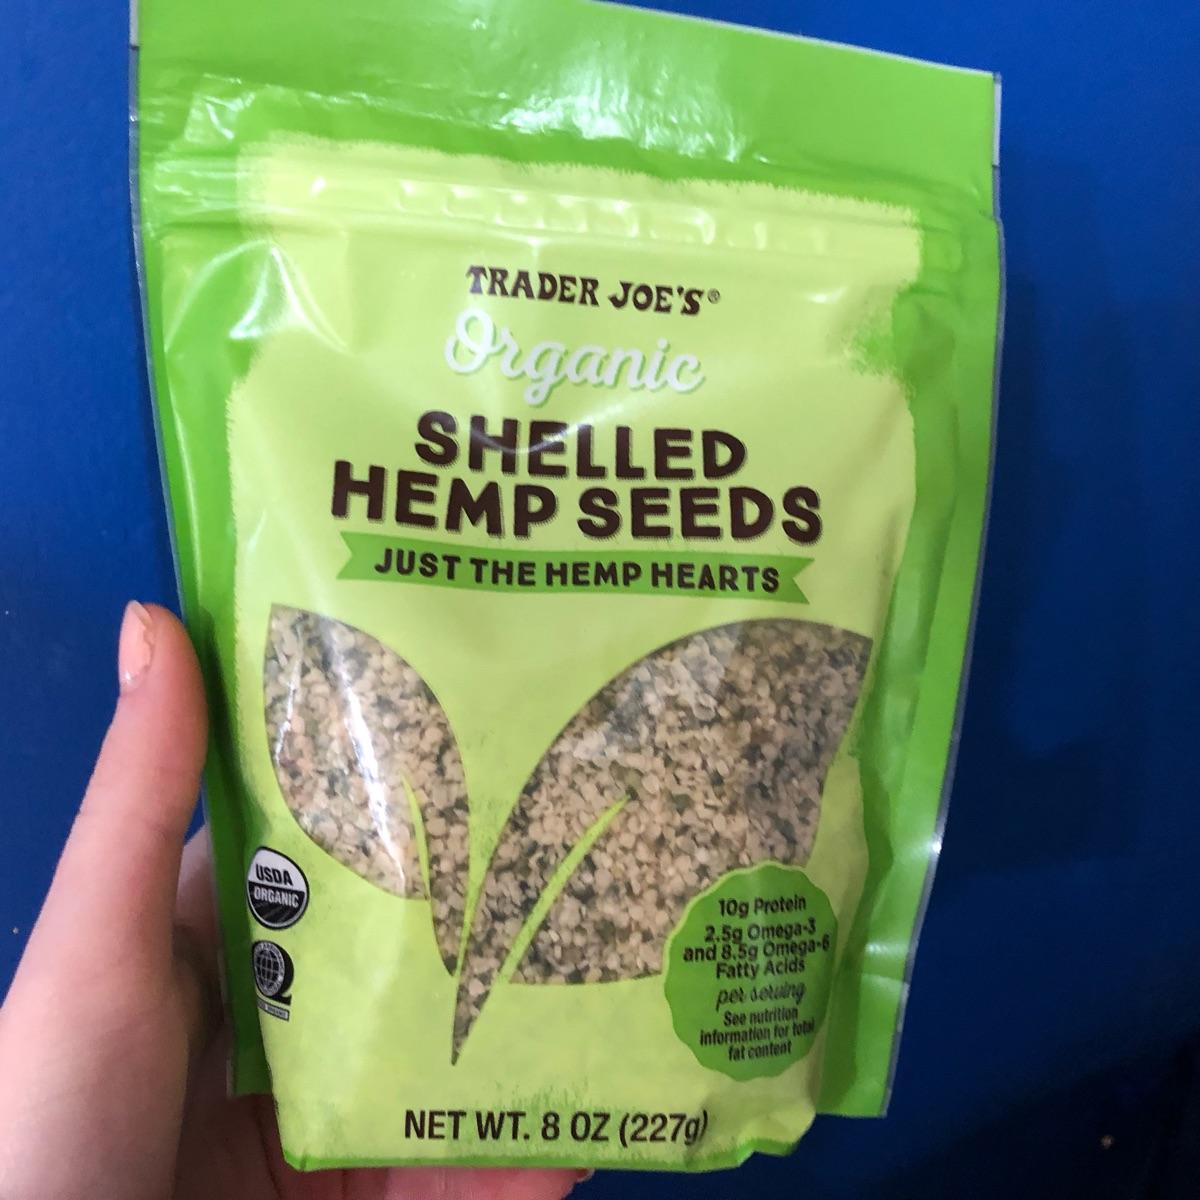 TRADER JOE'S®
Organic
SHELLED
HEMP SEEDS
JUST THE HEMP HEARTS
USDA
ORGANIC
Q
10g Protein
2.5g Omega-3
and 8.5g Omega-6
Fatty Acids
per serving
See nutrition
information for total
fat content
NET WT. 8 OZ (227g)